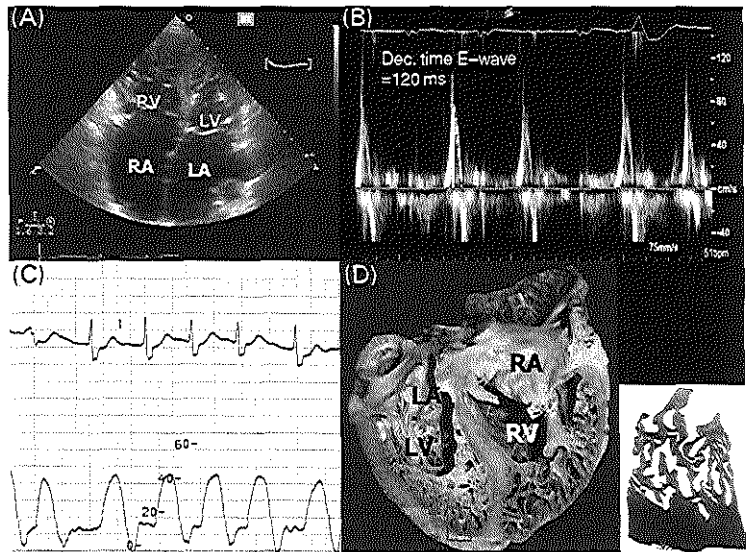 (A)
RV
LV
RA
LA
(B)
Dec. time E-wave
=120 ms
120
80
40
cm/s
-40
75mm/s
51bpm
(C)
60-
40-
20-
0-
(D)
RA
LA
RV
LV